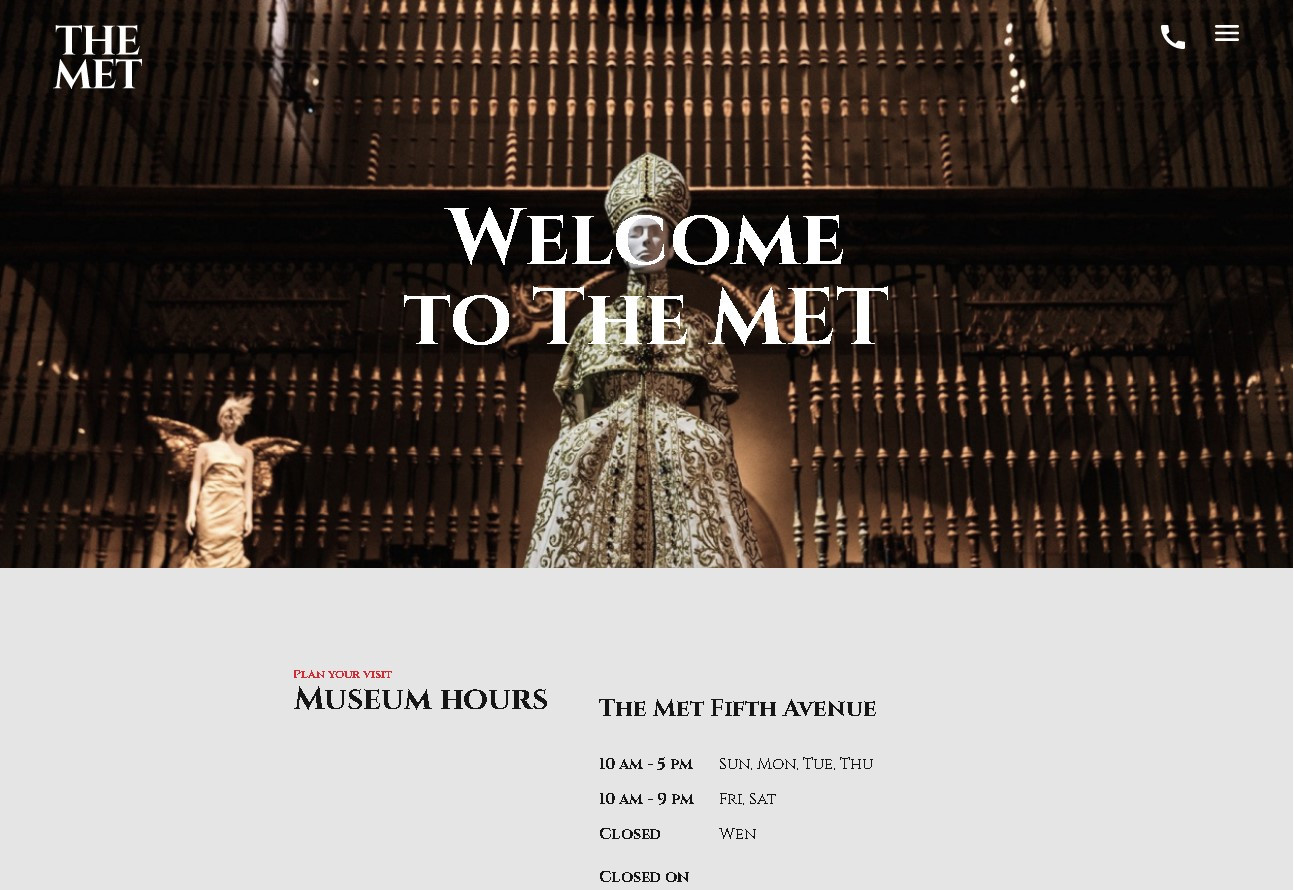 THE
MET
Welcome
to The MET
Plan your visit
Museum hours
The Met Fifth Avenue
10 am - 5 pm Sun, Mon, Tue, Thu
10 am - 9 pm Fri, Sat
Closed Wen
Closed on